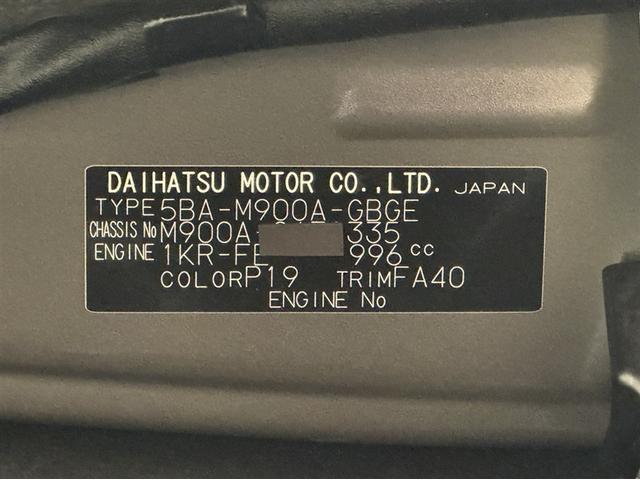 DAIHATSU MOTOR CO.,LTD. JAPAN
TYPE 5BA-M900A-GBGE
CHASSIS No M900A 335
ENGINE 1KR-F 996 cc
COLOR P19 TRIM FA40
ENGINE No